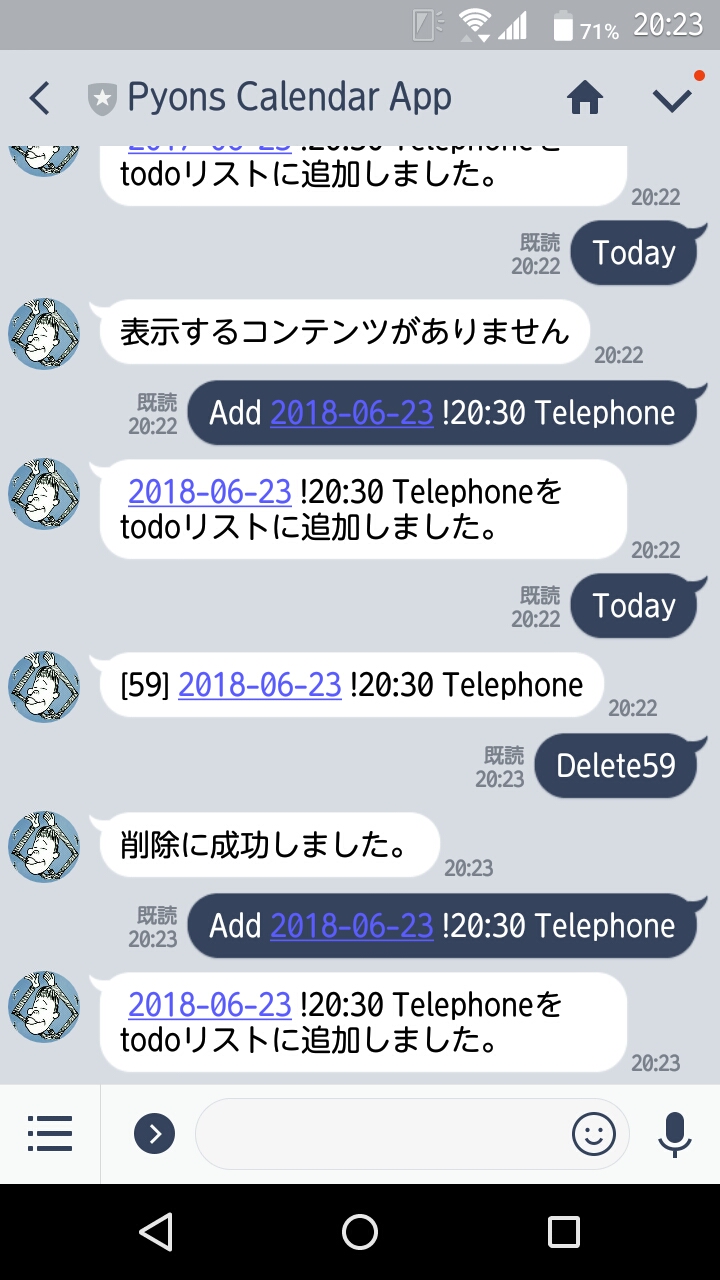 71% 20:23
Pyons Calendar App
2017-06-23 !20:30 Telephoneを
todoリストに追加しました。
20:22
既読
20:22
Today
表示するコンテンツがありません
20:22
既読
20:22
Add 2018-06-23 !20:30 Telephone
2018-06-23 !20:30 Telephoneを
todoリストに追加しました。
20:22
既読
20:22
Today
[59] 2018-06-23 !20:30 Telephone
20:22
既読
20:23
Delete59
削除に成功しました。
20:23
既読
20:23
Add 2018-06-23 !20:30 Telephone
2018-06-23 !20:30 Telephoneを
todoリストに追加しました。
20:23